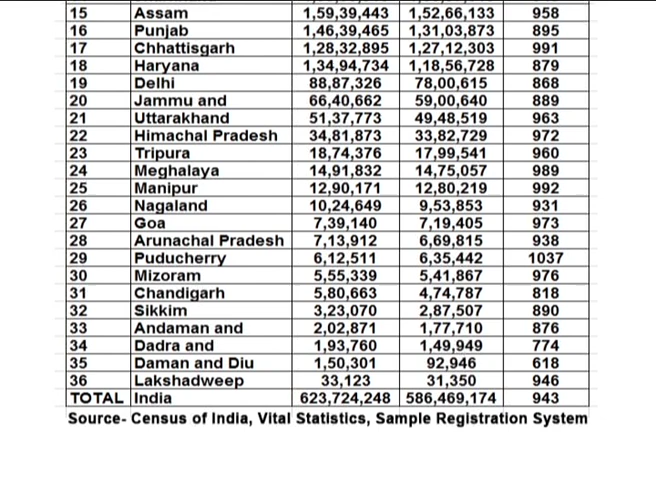 15 Assam 1,59,39,443 1,52,66,133 958
16 Punjab 1,46,39,465 1,31,03,873 895
17 Chhattisgarh 1,28,32,895 1,27,12,303 991
18 Haryana 1,34,94,734 1,18,56,728 879
19 Delhi 88,87,326 78,00,615 868
20 Jammu and 66,40,662 59,00,640 889
21 Uttarakhand 51,37,773 49,48,519 963
22 Himachal Pradesh 34,81,873 33,82,729 972
23 Tripura 18,74,376 17,99,541 960
24 Meghalaya 14,91,832 14,75,057 989
25 Manipur 12,90,171 12,80,219 992
26 Nagaland 10,24,649 9,53,853 931
27 Goa 7,39,140 7,19,405 973
28 Arunachal Pradesh 7,13,912 6,69,815 938
29 Puducherry 6,12,511 6,35,442 1037
30 Mizoram 5,55,339 5,41,867 976
31 Chandigarh 5,80,663 4,74,787 818
32 Sikkim 3,23,070 2,87,507 890
33 Andaman and 2,02,871 1,77,710 876
34 Dadra and 1,93,760 1,49,949 774
35 Daman and Diu 1,50,301 92,946 618
36 Lakshadweep 33,123 31,350 946
TOTAL India 623,724,248 586,469,174 943
Source- Census of India, Vital Statistics, Sample Registration System